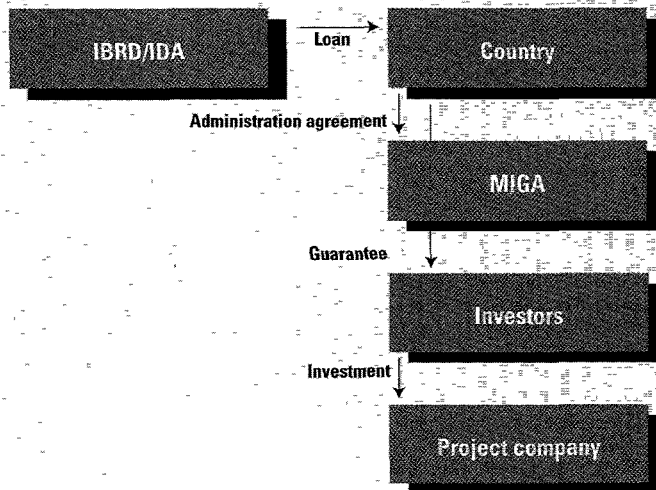 IBRD/IDA
Loan
Country
Administration agreement
MIGA
Guarantee
Investors
Investment
Project company